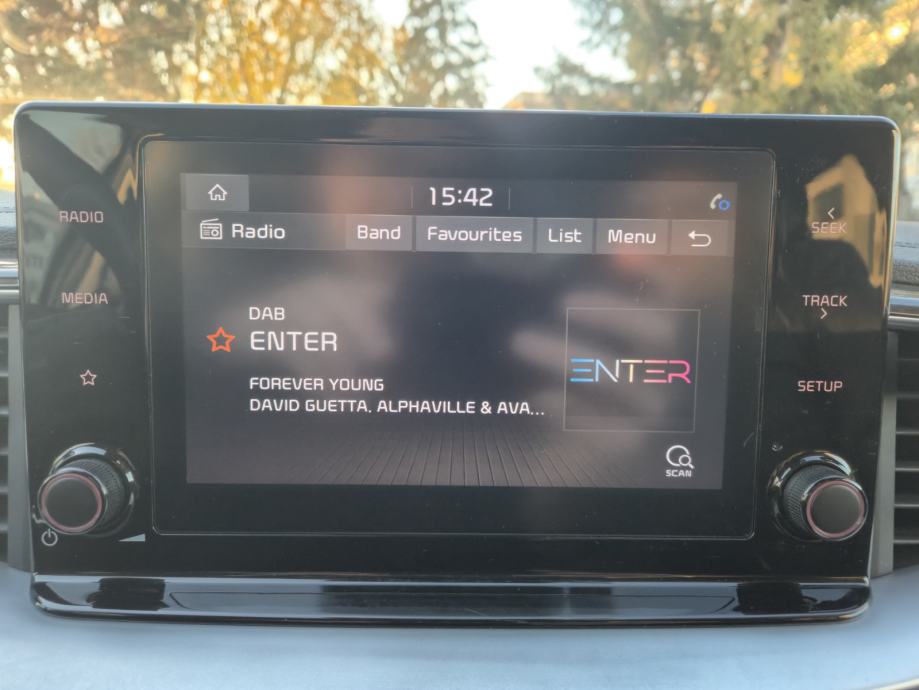 15:42
Radio Band Favourites List Menu
RADIO
MEDIA
DAB
ENTER
FOREVER YOUNG
DAVID GUETTA, ALPHAVILLE & AVA...
ENTER
SCAN
SEEK
TRACK
SETUP